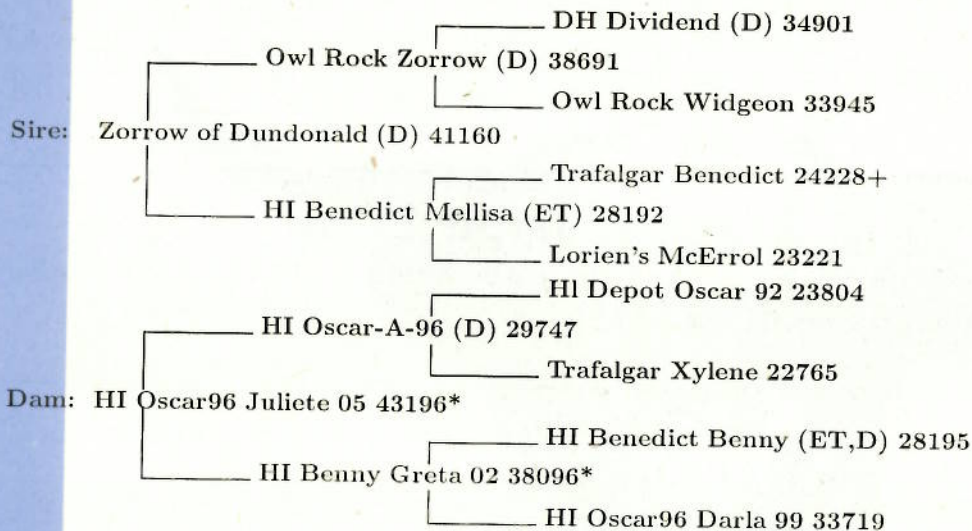 DH Dividend (D) 34901
Owl Rock Zorrow (D) 38691
Owl Rock Widgeon 33945
Sire: Zorrow of Dundonald (D) 41160
Trafalgar Benedict 24228+
HI Benedict Mellisa (ET) 28192
Lorien's McErrol 23221
Hl Depot Oscar 92 23804
HI Oscar-A-96 (D) 29747
Trafalgar Xylene 22765
Dam: HI Oscar96 Juliete 05 43196*
HI Benedict Benny (ET,D) 28195
HI Benny Greta 02 38096*
HI Oscar96 Darla 99 33719